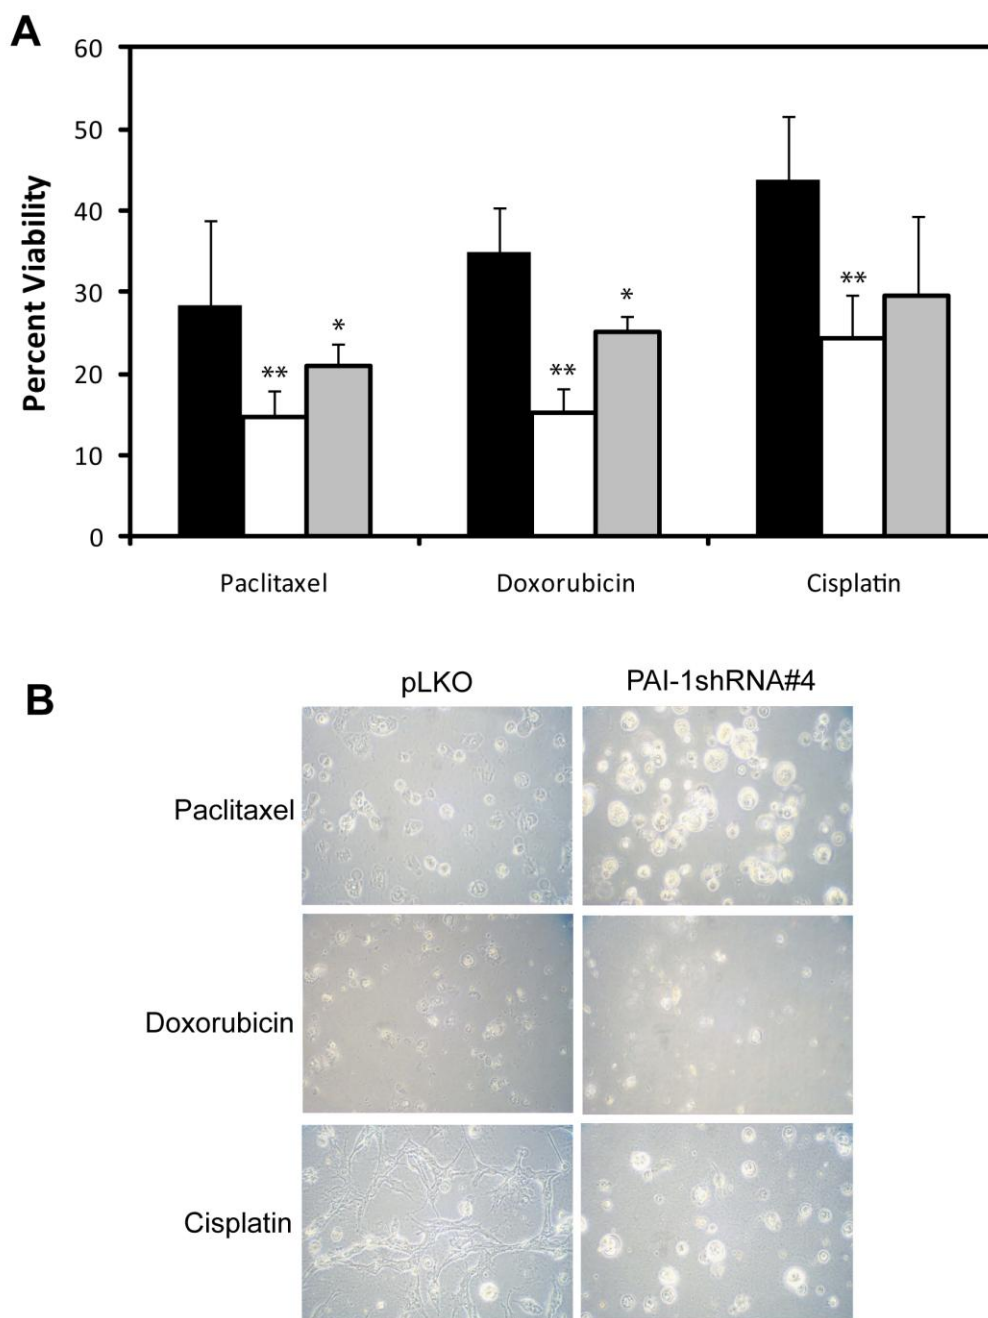 A
60
50
40
30
20
10
0
Percent Viability
**
*
**
*
**
Paclitaxel
Doxorubicin
Cisplatin
B
pLKO
PAI-1shRNA#4
Paclitaxel
Doxorubicin
Cisplatin